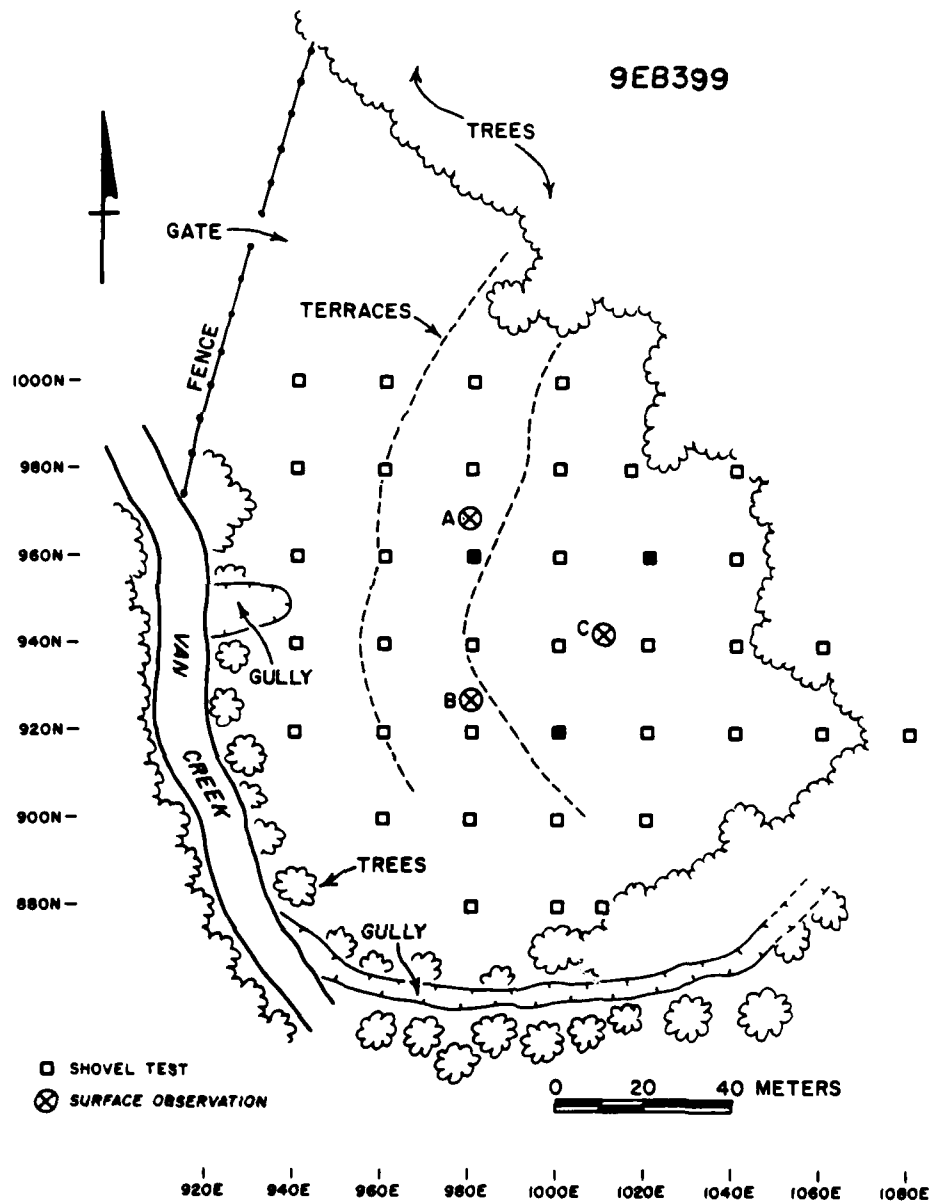 9EB399
TREES
GATE
TERRACES
FENCE
1000N
980N
A
960N
C
940N
VAN
GULLY
B
920N
CREEK
900N
TREES
880N
GULLY
SHOVEL TEST
SURFACE OBSERVATION
0 20 40 METERS
920E 940E 960E 980E 1000E 1020E 1040E 1060E 1080E